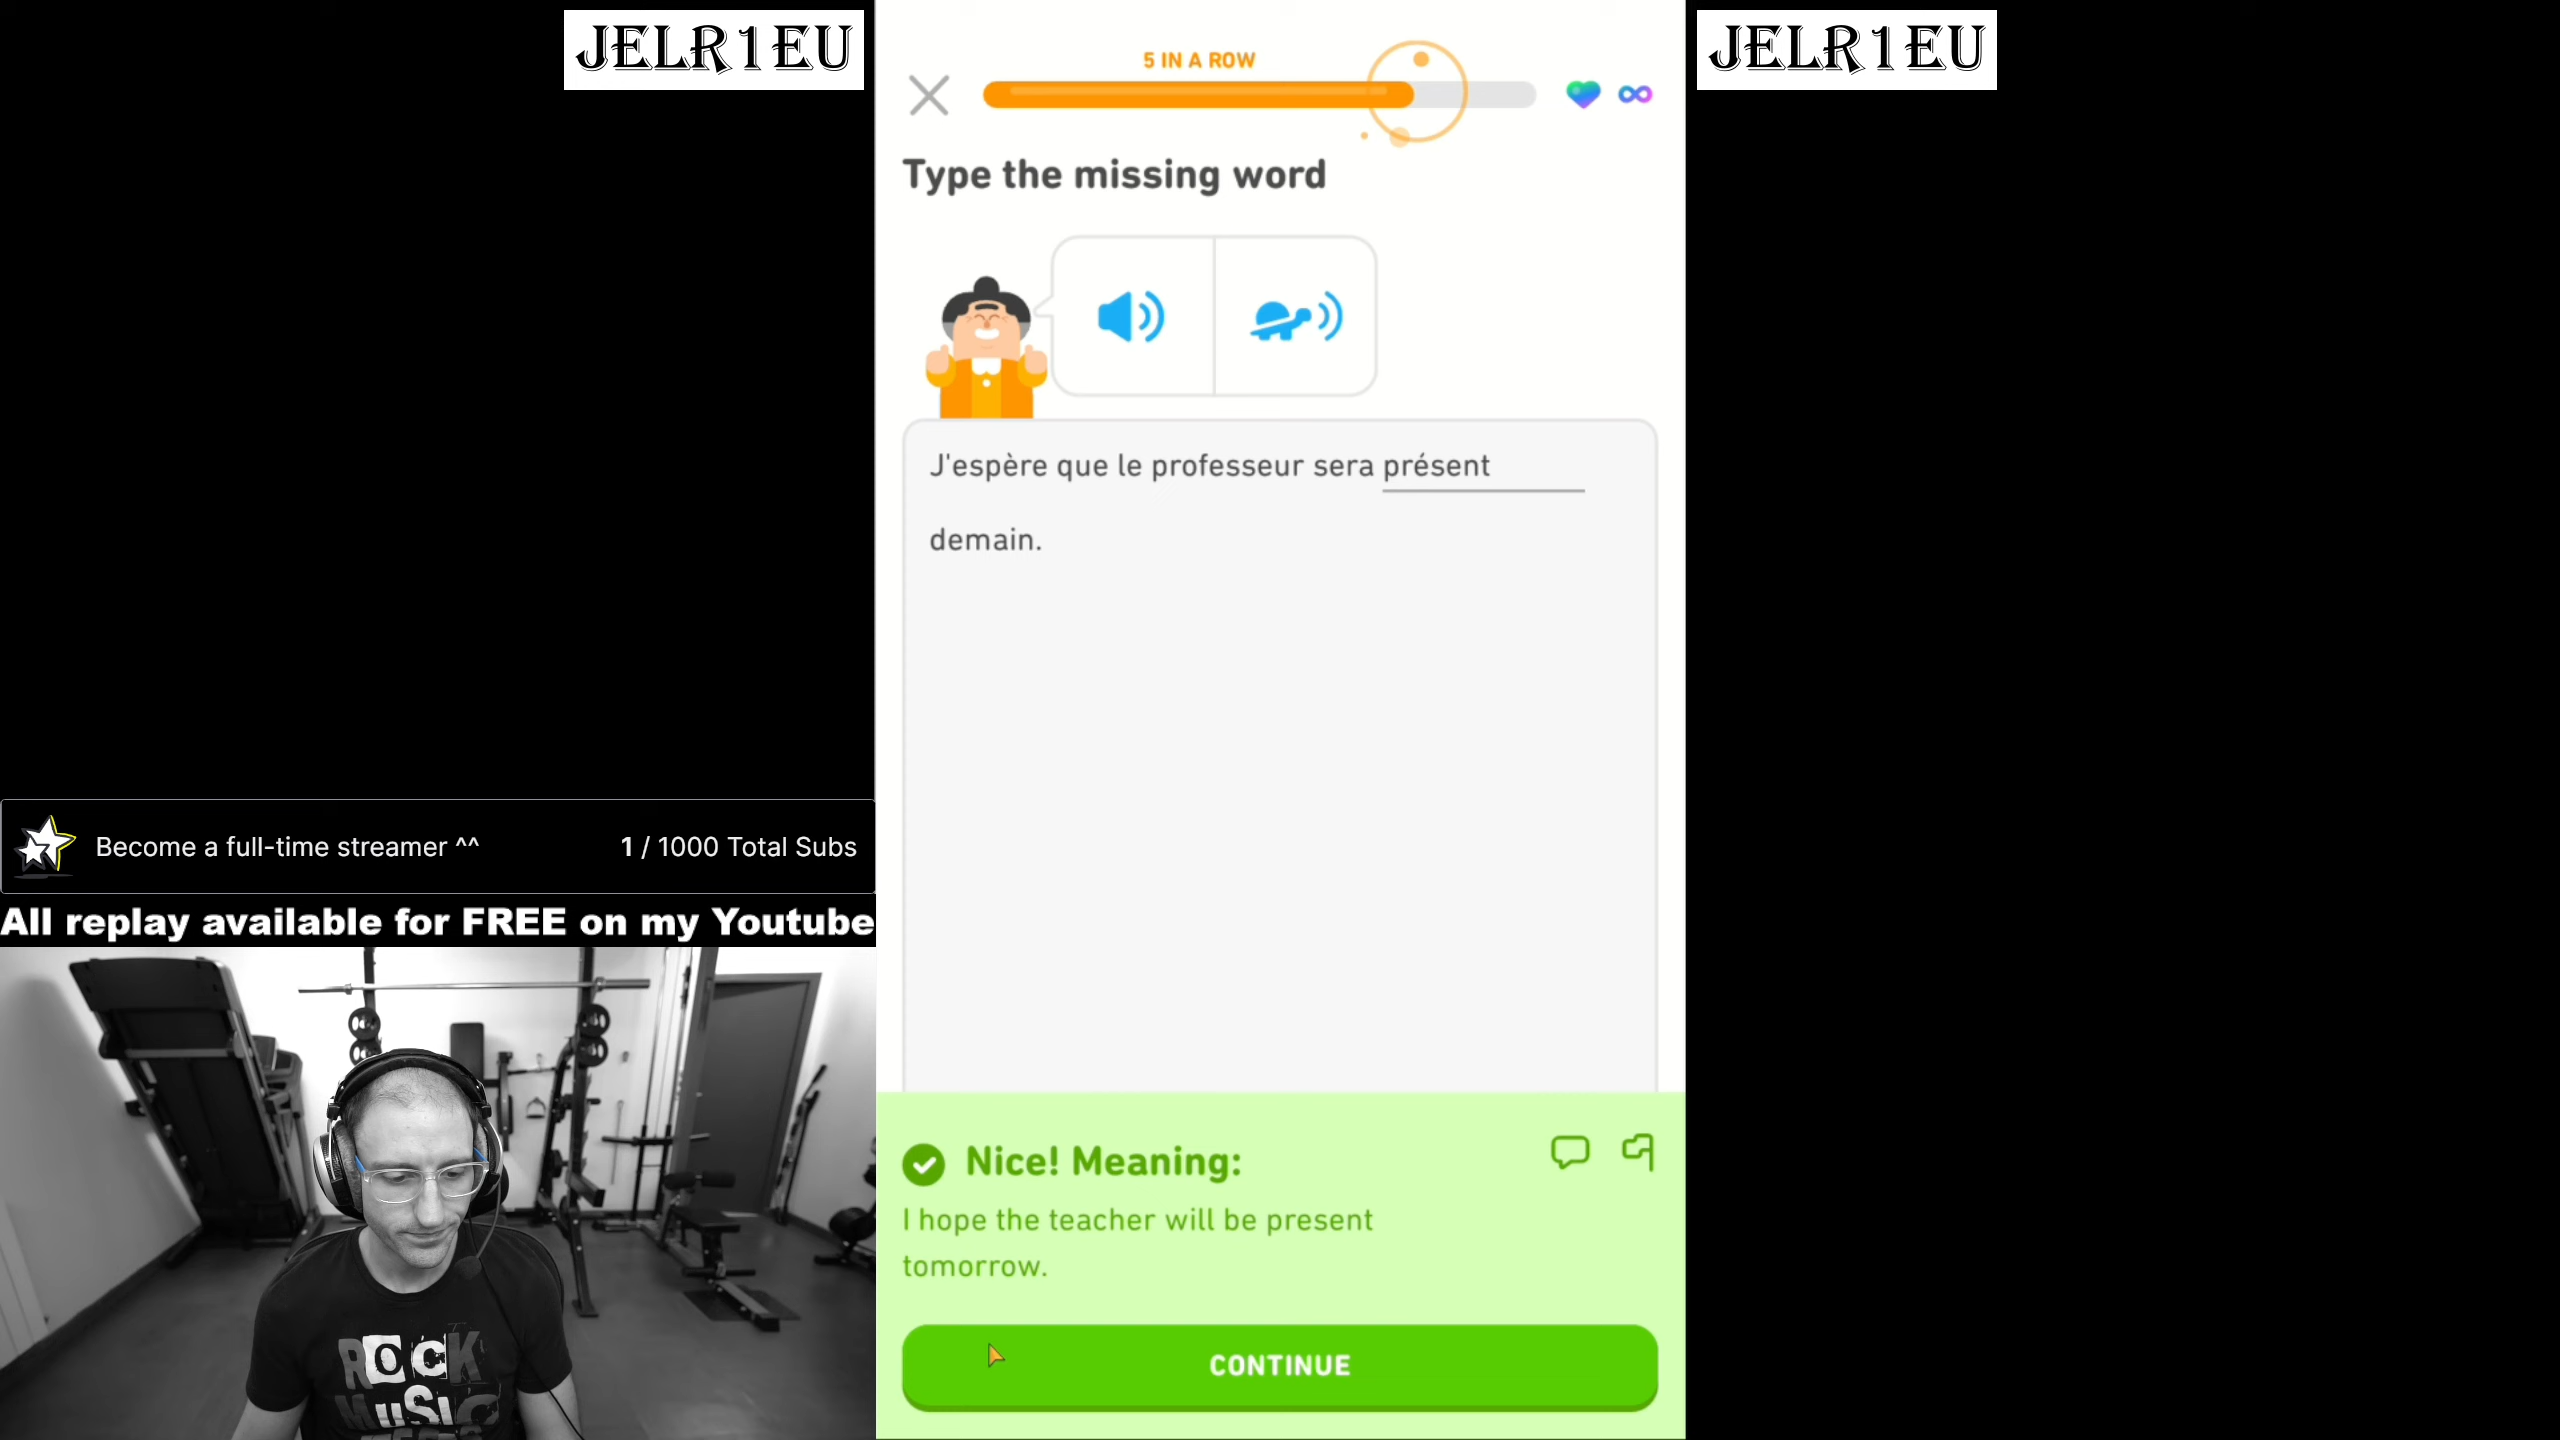 JELR1EU
JELR1EU
5 IN A ROW
Type the missing word
J'espère que le professeur sera présent
demain.
Become a full-time streamer ^^ 1 / 1000 Total Subs
All replay available for FREE on my Youtube
ROCK
MUSIC
Nice! Meaning:
I hope the teacher will be present
tomorrow.
CONTINUE